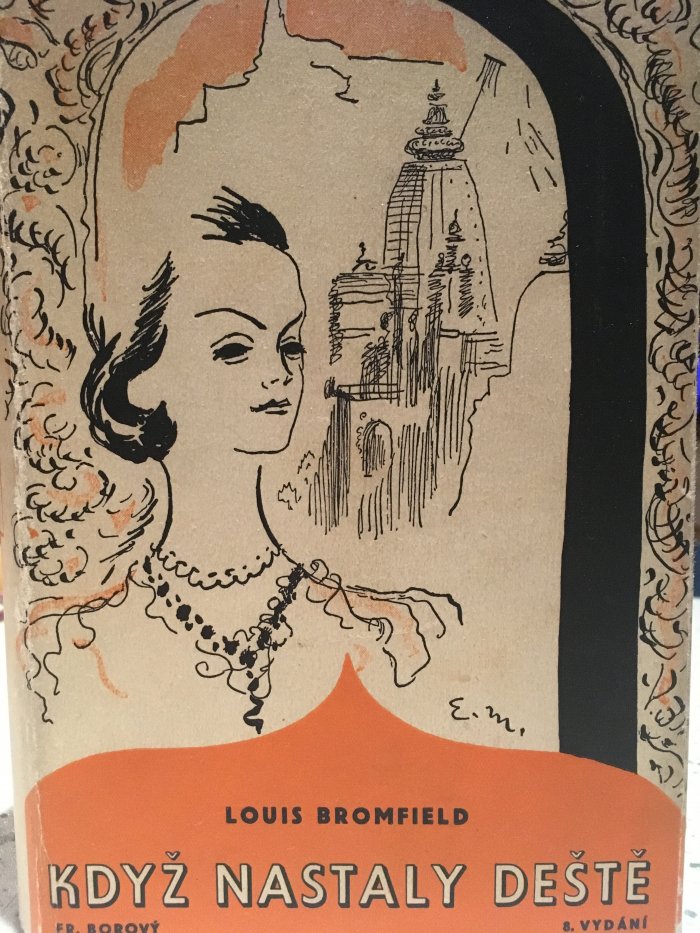 E. M.
LOUIS BROMFIELD
KDYŽ NASTALY DEŠTĚ
FR. BOROVÝ 8. VYDÁNÍ